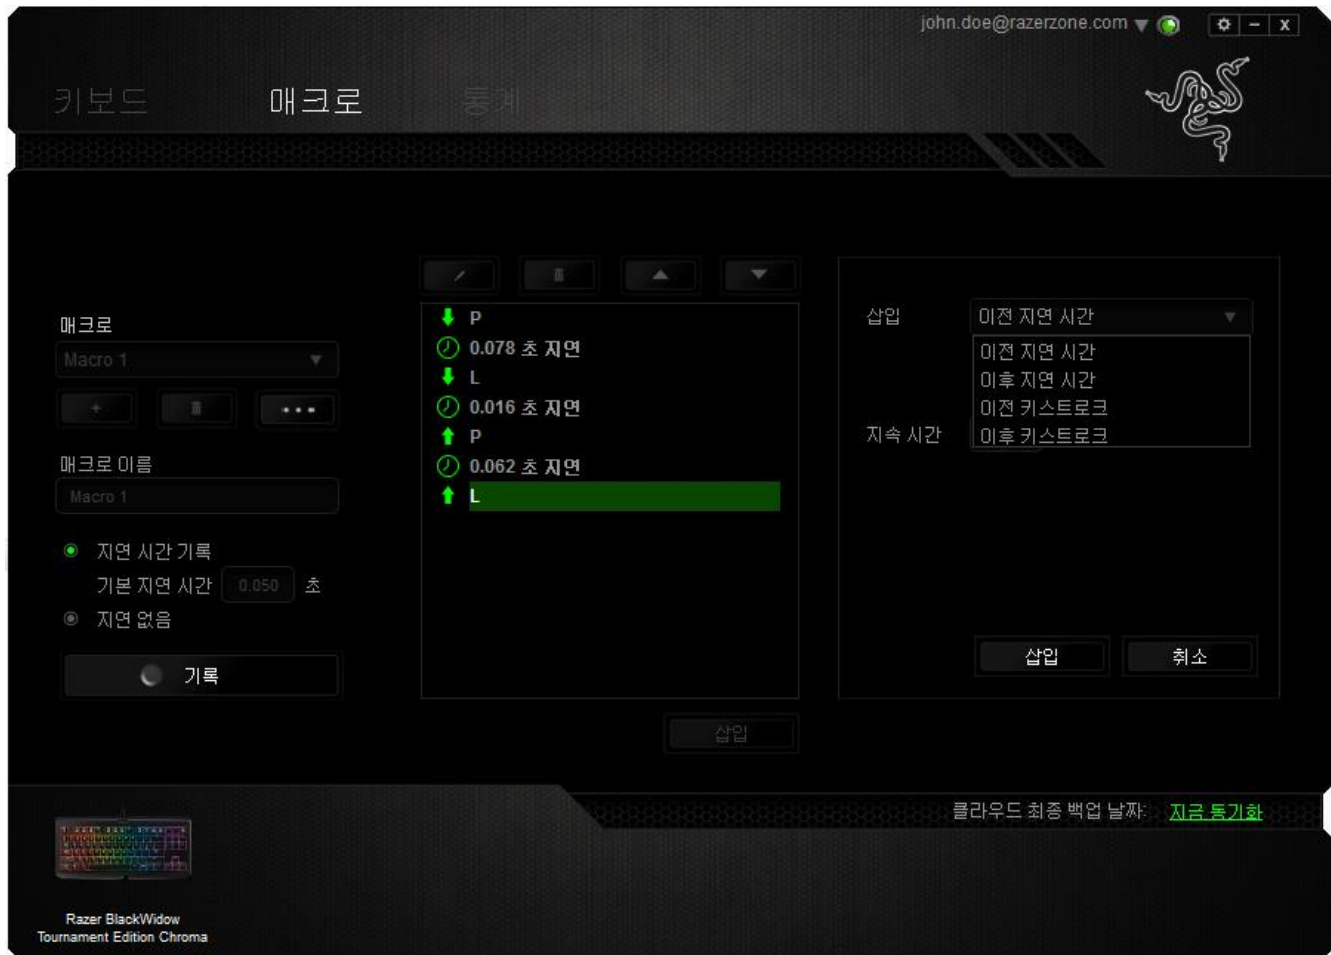 john.doe@razerzone.com
키보드 매크로 통계
매크로
Macro 1
매크로 이름
Macro 1
지연 시간 기록
기본 지연 시간 0.050 초
지연 없음
기록
P
0.078 초 지연
L
0.016 초 지연
P
0.062 초 지연
L
삽입
삽입 이전 지연 시간
이전 지연 시간
이후 지연 시간
이전 키스트로크
지속 시간 이후 키스트로크
삽입 취소
클라우드 최종 백업 날짜: 지금 동기화
Razer BlackWidow
Tournament Edition Chroma